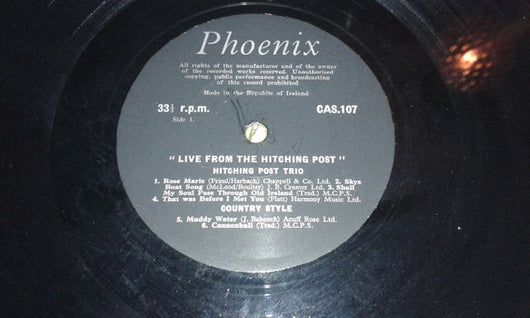 Phoenix
All rights of the manufacturer and of the owner
of the recorded works reserved. Unauthorised
copying, public performance and broadcasting
of this record prohibited
Made in the Republic of Ireland
33⅓ r.p.m. CAS.107
Side 1.
" LIVE FROM THE HITCHING POST "
HITCHING POST TRIO
1. Rose Marie (Friml/Harbach) Chappell & Co. Ltd. 2. Skye
Boat Song (McLeod/Boulter) J. B. Cramer Ltd. 3. Shall
My Soul Pass Through Old Ireland (Trad.) M.C.P.S.
4. That was Before I Met You (Flatt) Harmony Music Ltd.
COUNTRY STYLE
5. Muddy Water (J. Babcock) Acuff Rose Ltd.
6. Cannonball (Trad.) M.C.P.S.